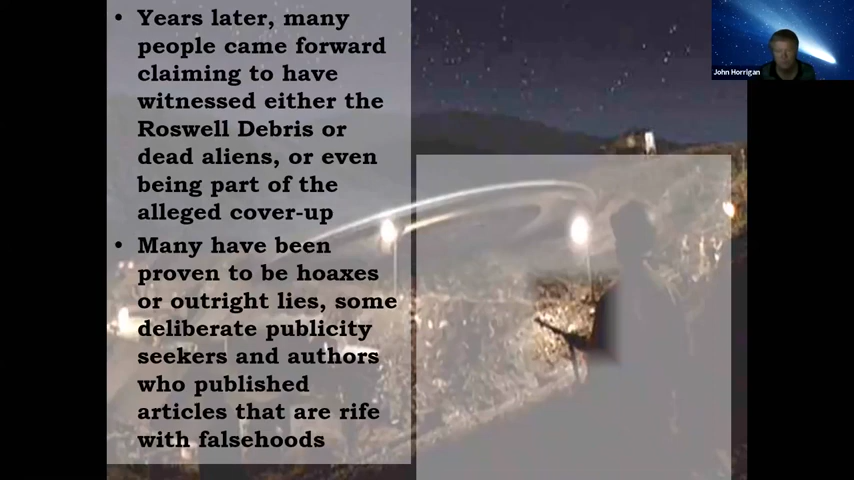 • Years later, many
people came forward
claiming to have
witnessed either the
Roswell Debris or
dead aliens, or even
being part of the
alleged cover-up
• Many have been
proven to be hoaxes
or outright lies, some
deliberate publicity
seekers and authors
who published
articles that are rife
with falsehoods
John Horrigan